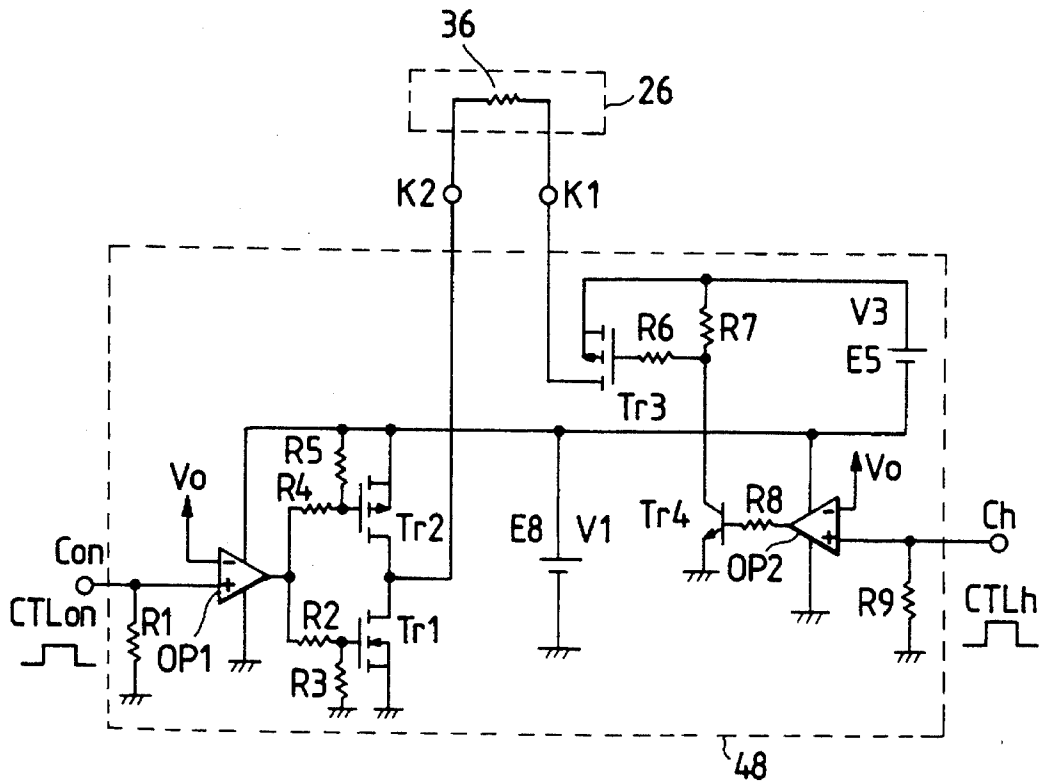 36
26
K2
K1
R6
R7
V3
E5
Tr3
R5
R4
Vo
Tr2
E8
V1
Tr4
R8
Vo
Con
Ch
CTLon
R1
OP1
R2
Tr1
R3
OP2
R9
CTLh
48